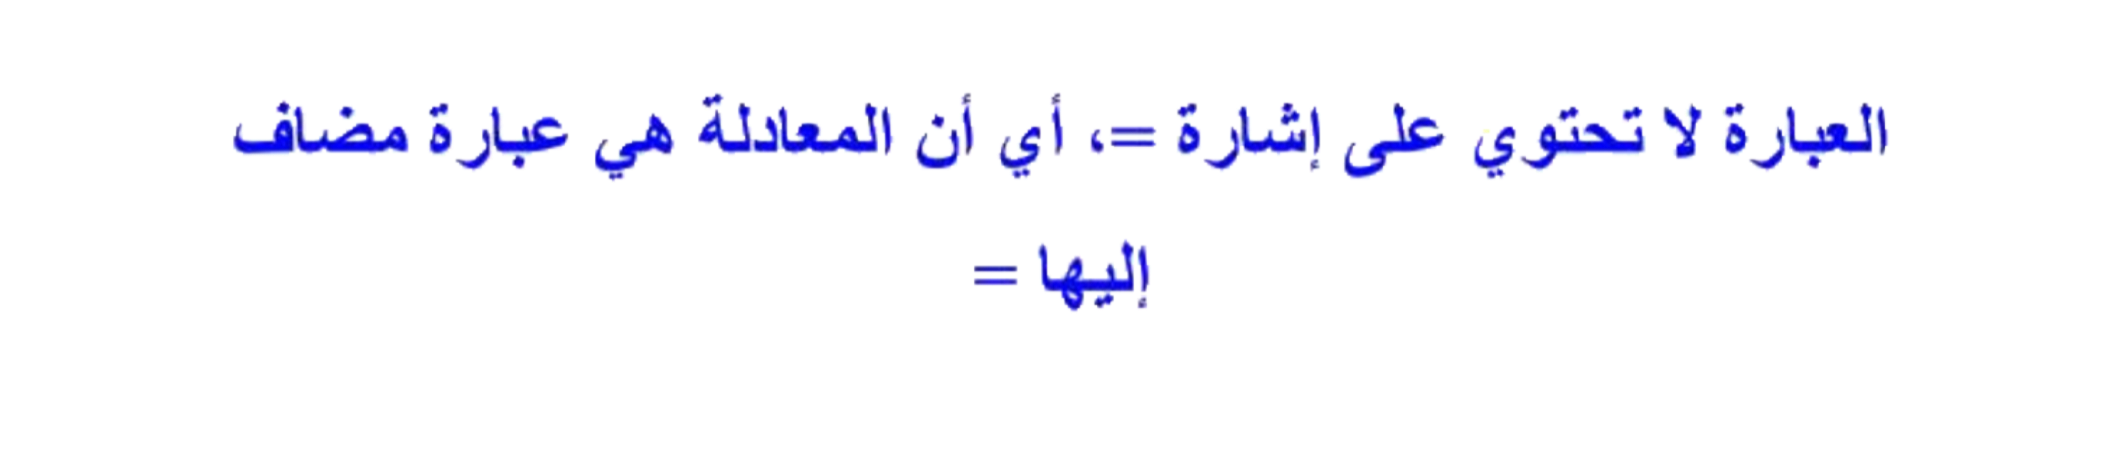 العبارة لا تحتوي على إشارة =، أي أن المعادلة هي عبارة مضاف
إليها =